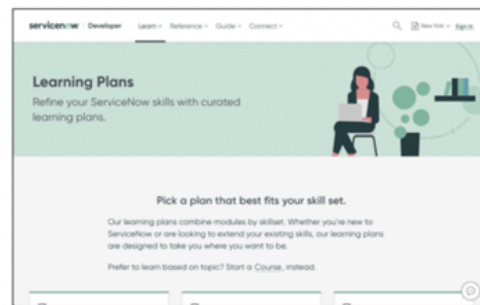 servicenow Developer Learn Reference Guide Connect New York Sign In
Learning Plans
Refine your ServiceNow skills with curated
learning plans.
Pick a plan that best fits your skill set.
Our learning plans combine modules by skillset. Whether you're new to
ServiceNow or are looking to extend your existing skills, our learning plans
are designed to take you where you want to be.
Prefer to learn based on topic? Start a Course, instead.